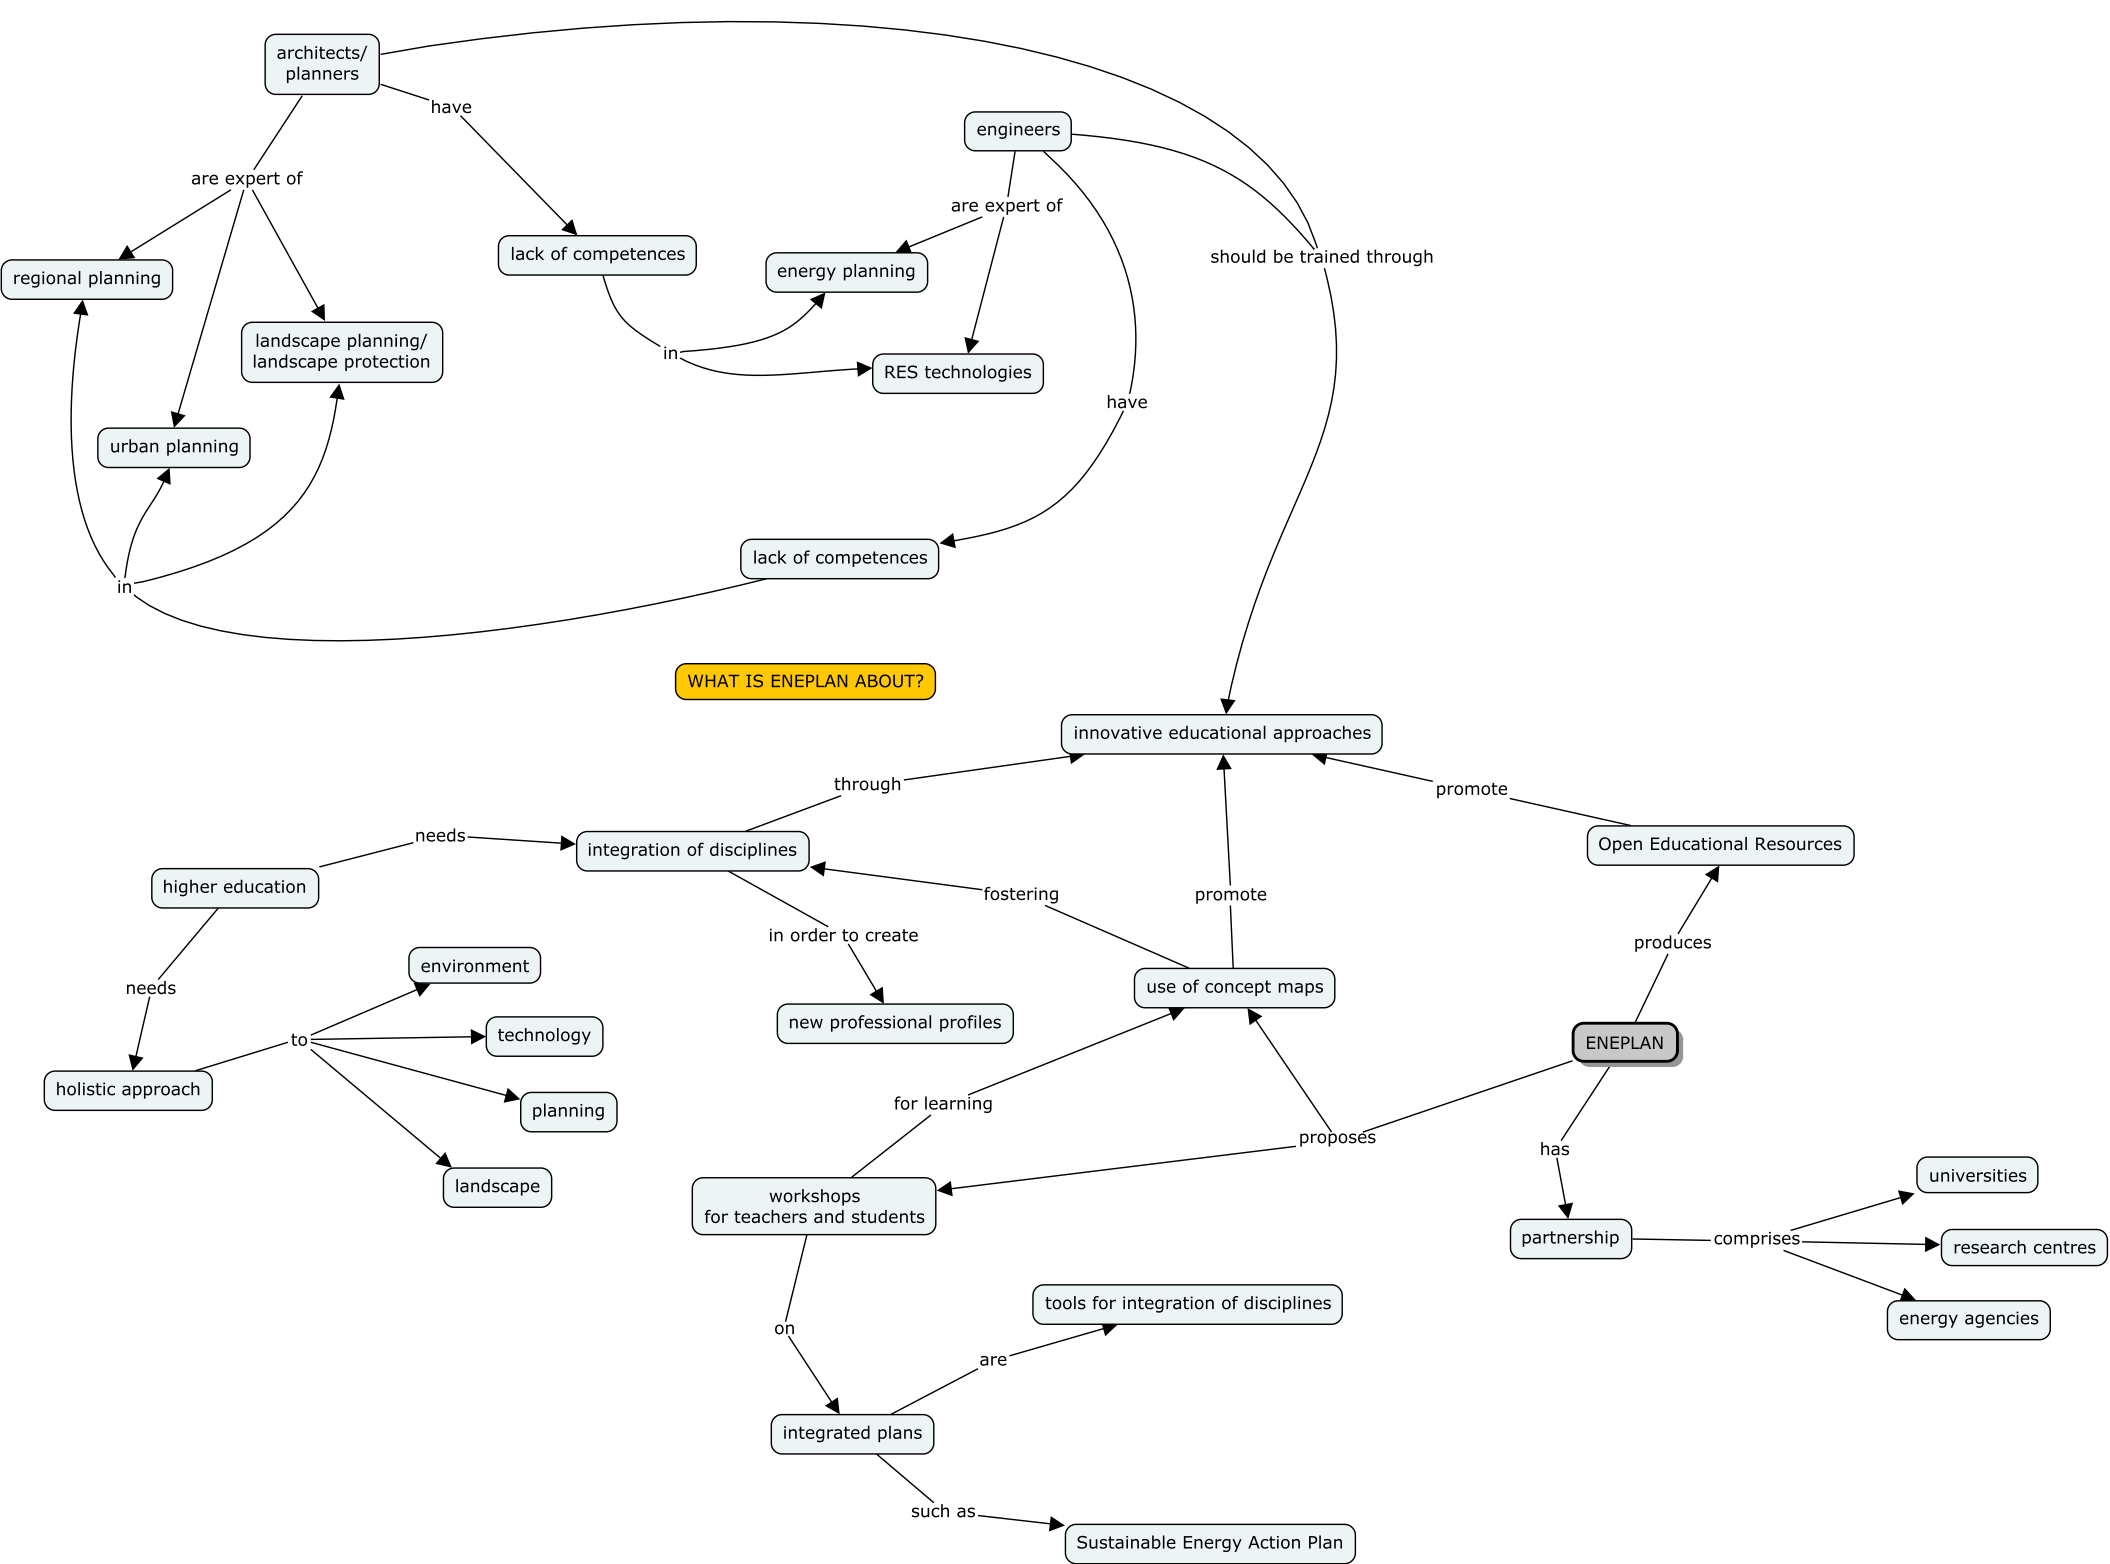 architects/
planners
have
engineers
are expert of
are expert of
lack of competences
should be trained through
energy planning
regional planning
landscape planning/
landscape protection
in
RES technologies
have
urban planning
lack of competences
in
WHAT IS ENEPLAN ABOUT?
innovative educational approaches
through
promote
needs
integration of disciplines
Open Educational Resources
higher education
fostering
promote
in order to create
produces
environment
needs
use of concept maps
new professional profiles
technology
to
ENEPLAN
holistic approach
planning
for learning
proposes
has
universities
landscape
workshops
for teachers and students
partnership
comprises
research centres
tools for integration of disciplines
energy agencies
on
are
integrated plans
such as
Sustainable Energy Action Plan